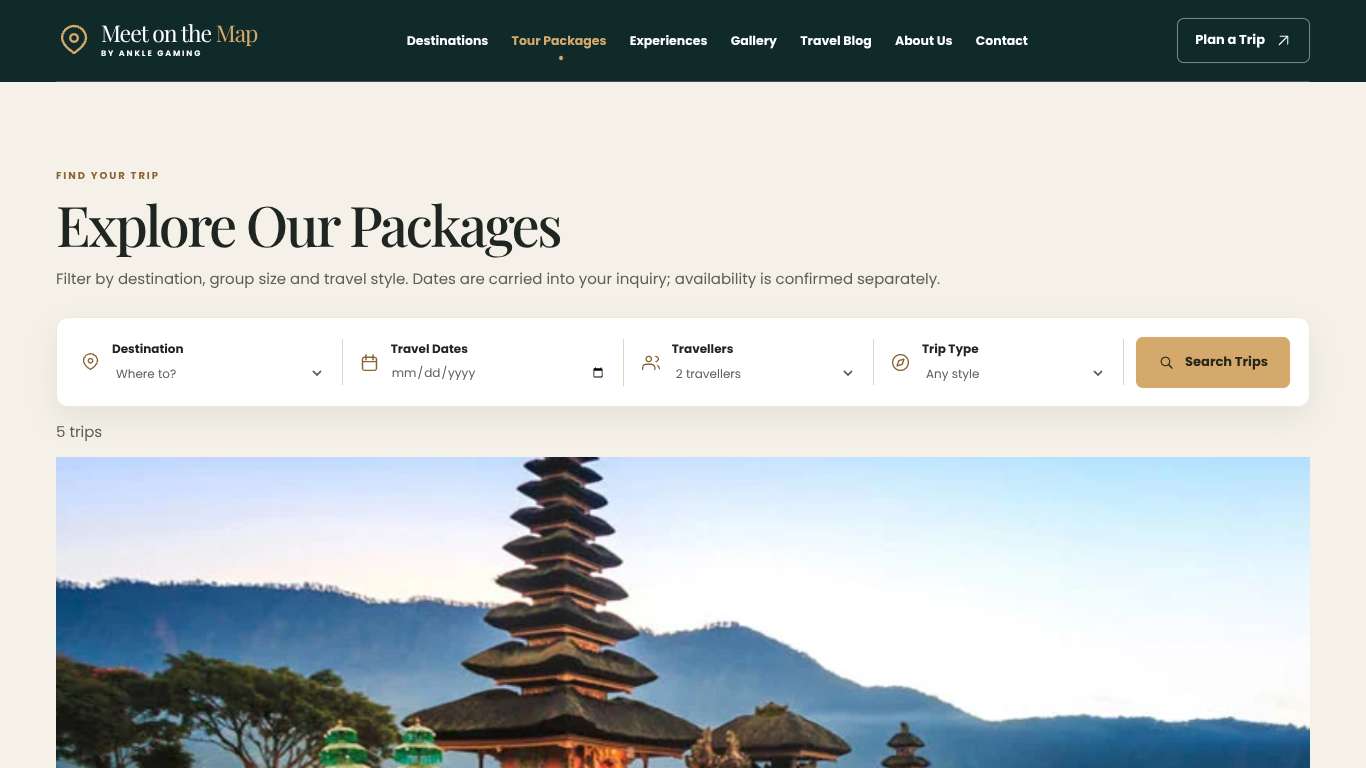 Meet on the Map
BY ANKLE GAMING
Destinations
Tour Packages
Experiences
Gallery
Travel Blog
About Us
Contact
Plan a Trip
FIND YOUR TRIP
Explore Our Packages
Filter by destination, group size and travel style. Dates are carried into your inquiry; availability is confirmed separately.
Destination
Where to?
Travel Dates
mm/dd/yyyy
Travellers
2 travellers
Trip Type
Any style
Search Trips
5 trips